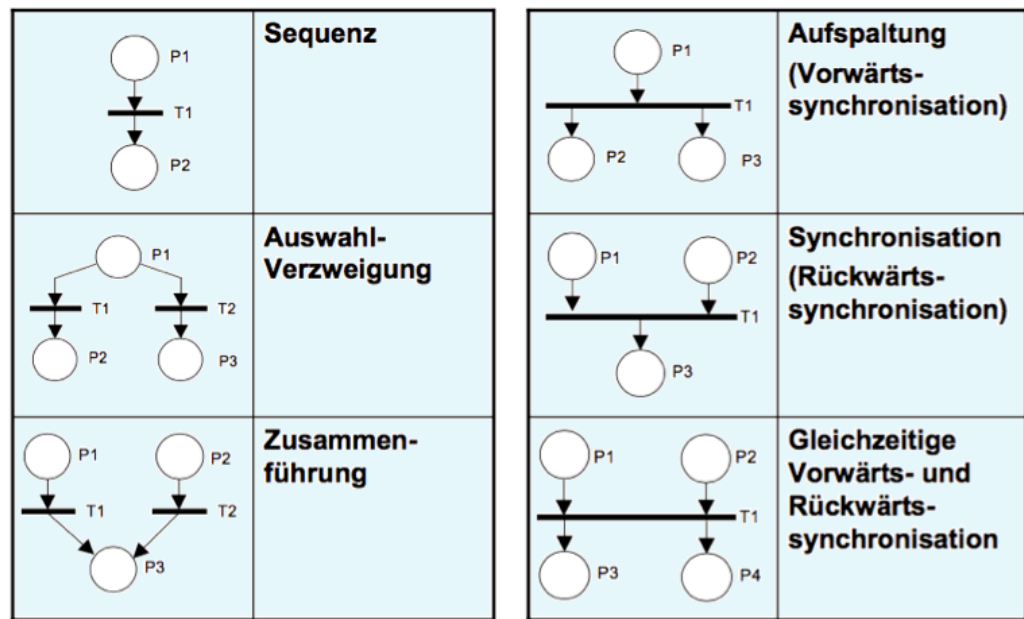 P1
T1
P2
Sequenz
P1
T1
T2
P2
P3
Auswahl-
Verzweigung
P1
P2
T1
T2
P3
Zusammen-
führung
P1
T1
P2
P3
Aufspaltung
(Vorwärts-
synchronisation)
P1
P2
T1
P3
Synchronisation
(Rückwärts-
synchronisation)
P1
P2
T1
P3
P4
Gleichzeitige
Vorwärts- und
Rückwärts-
synchronisation